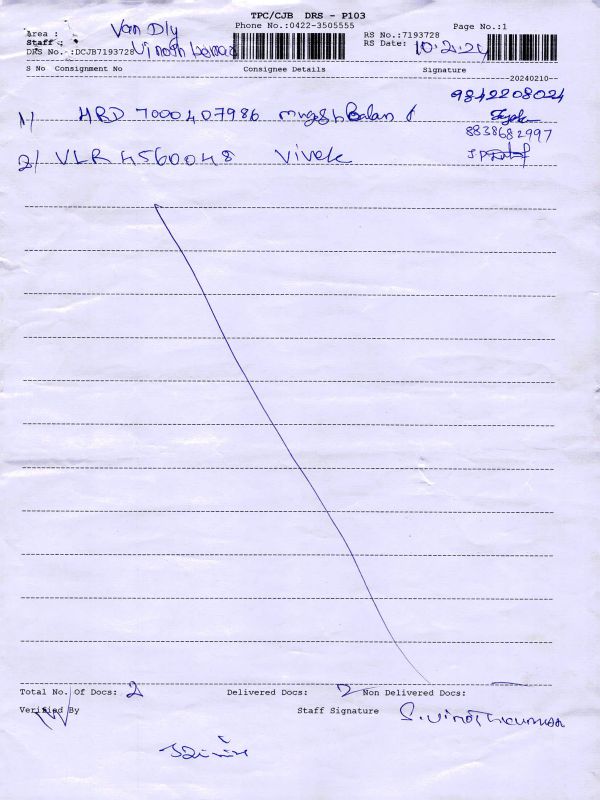 TPC/CJB DRS - P103
Area : Van Dly Phone No.:0422-3505555 RS No.:7193728 Page No.:1
Staff : RS Date: 10.2.24
DRS No.-:DCJB7193728
S No Consignment No Consignee Details Signature
--20240210--
9842208024
1) HRD 7000407986
8838682997
2) VLR 4560048 Vivek
Total No. Of Docs: 2 Delivered Docs: 2 Non Delivered Docs: —
Verified By Staff Signature S. Vinothkumar